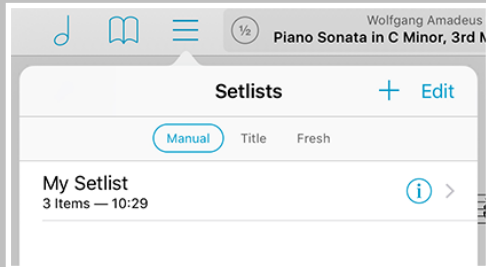 ½
Wolfgang Amadeus
Piano Sonata in C Minor, 3rd
Setlists
+ Edit
Manual Title Fresh
My Setlist
3 Items — 10:29
i